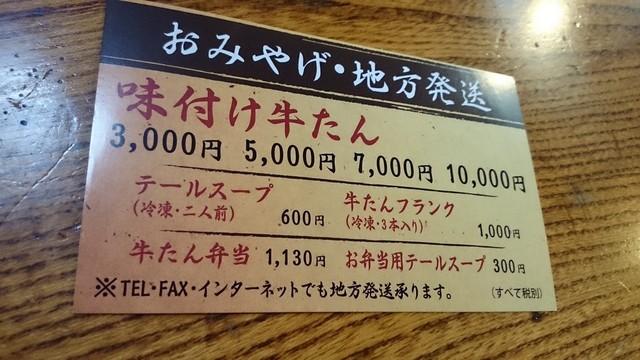 おみやげ・地方発送
味付け牛たん
3,000円 5,000円 7,000円 10,000円
テールスープ
(冷凍・二人前) 600円
牛たんフランク
(冷凍・3本入り) 1,000円
牛たん弁当 1,130円 お弁当用テールスープ 300円
※TEL・FAX・インターネットでも地方発送承ります。 (すべて税別)